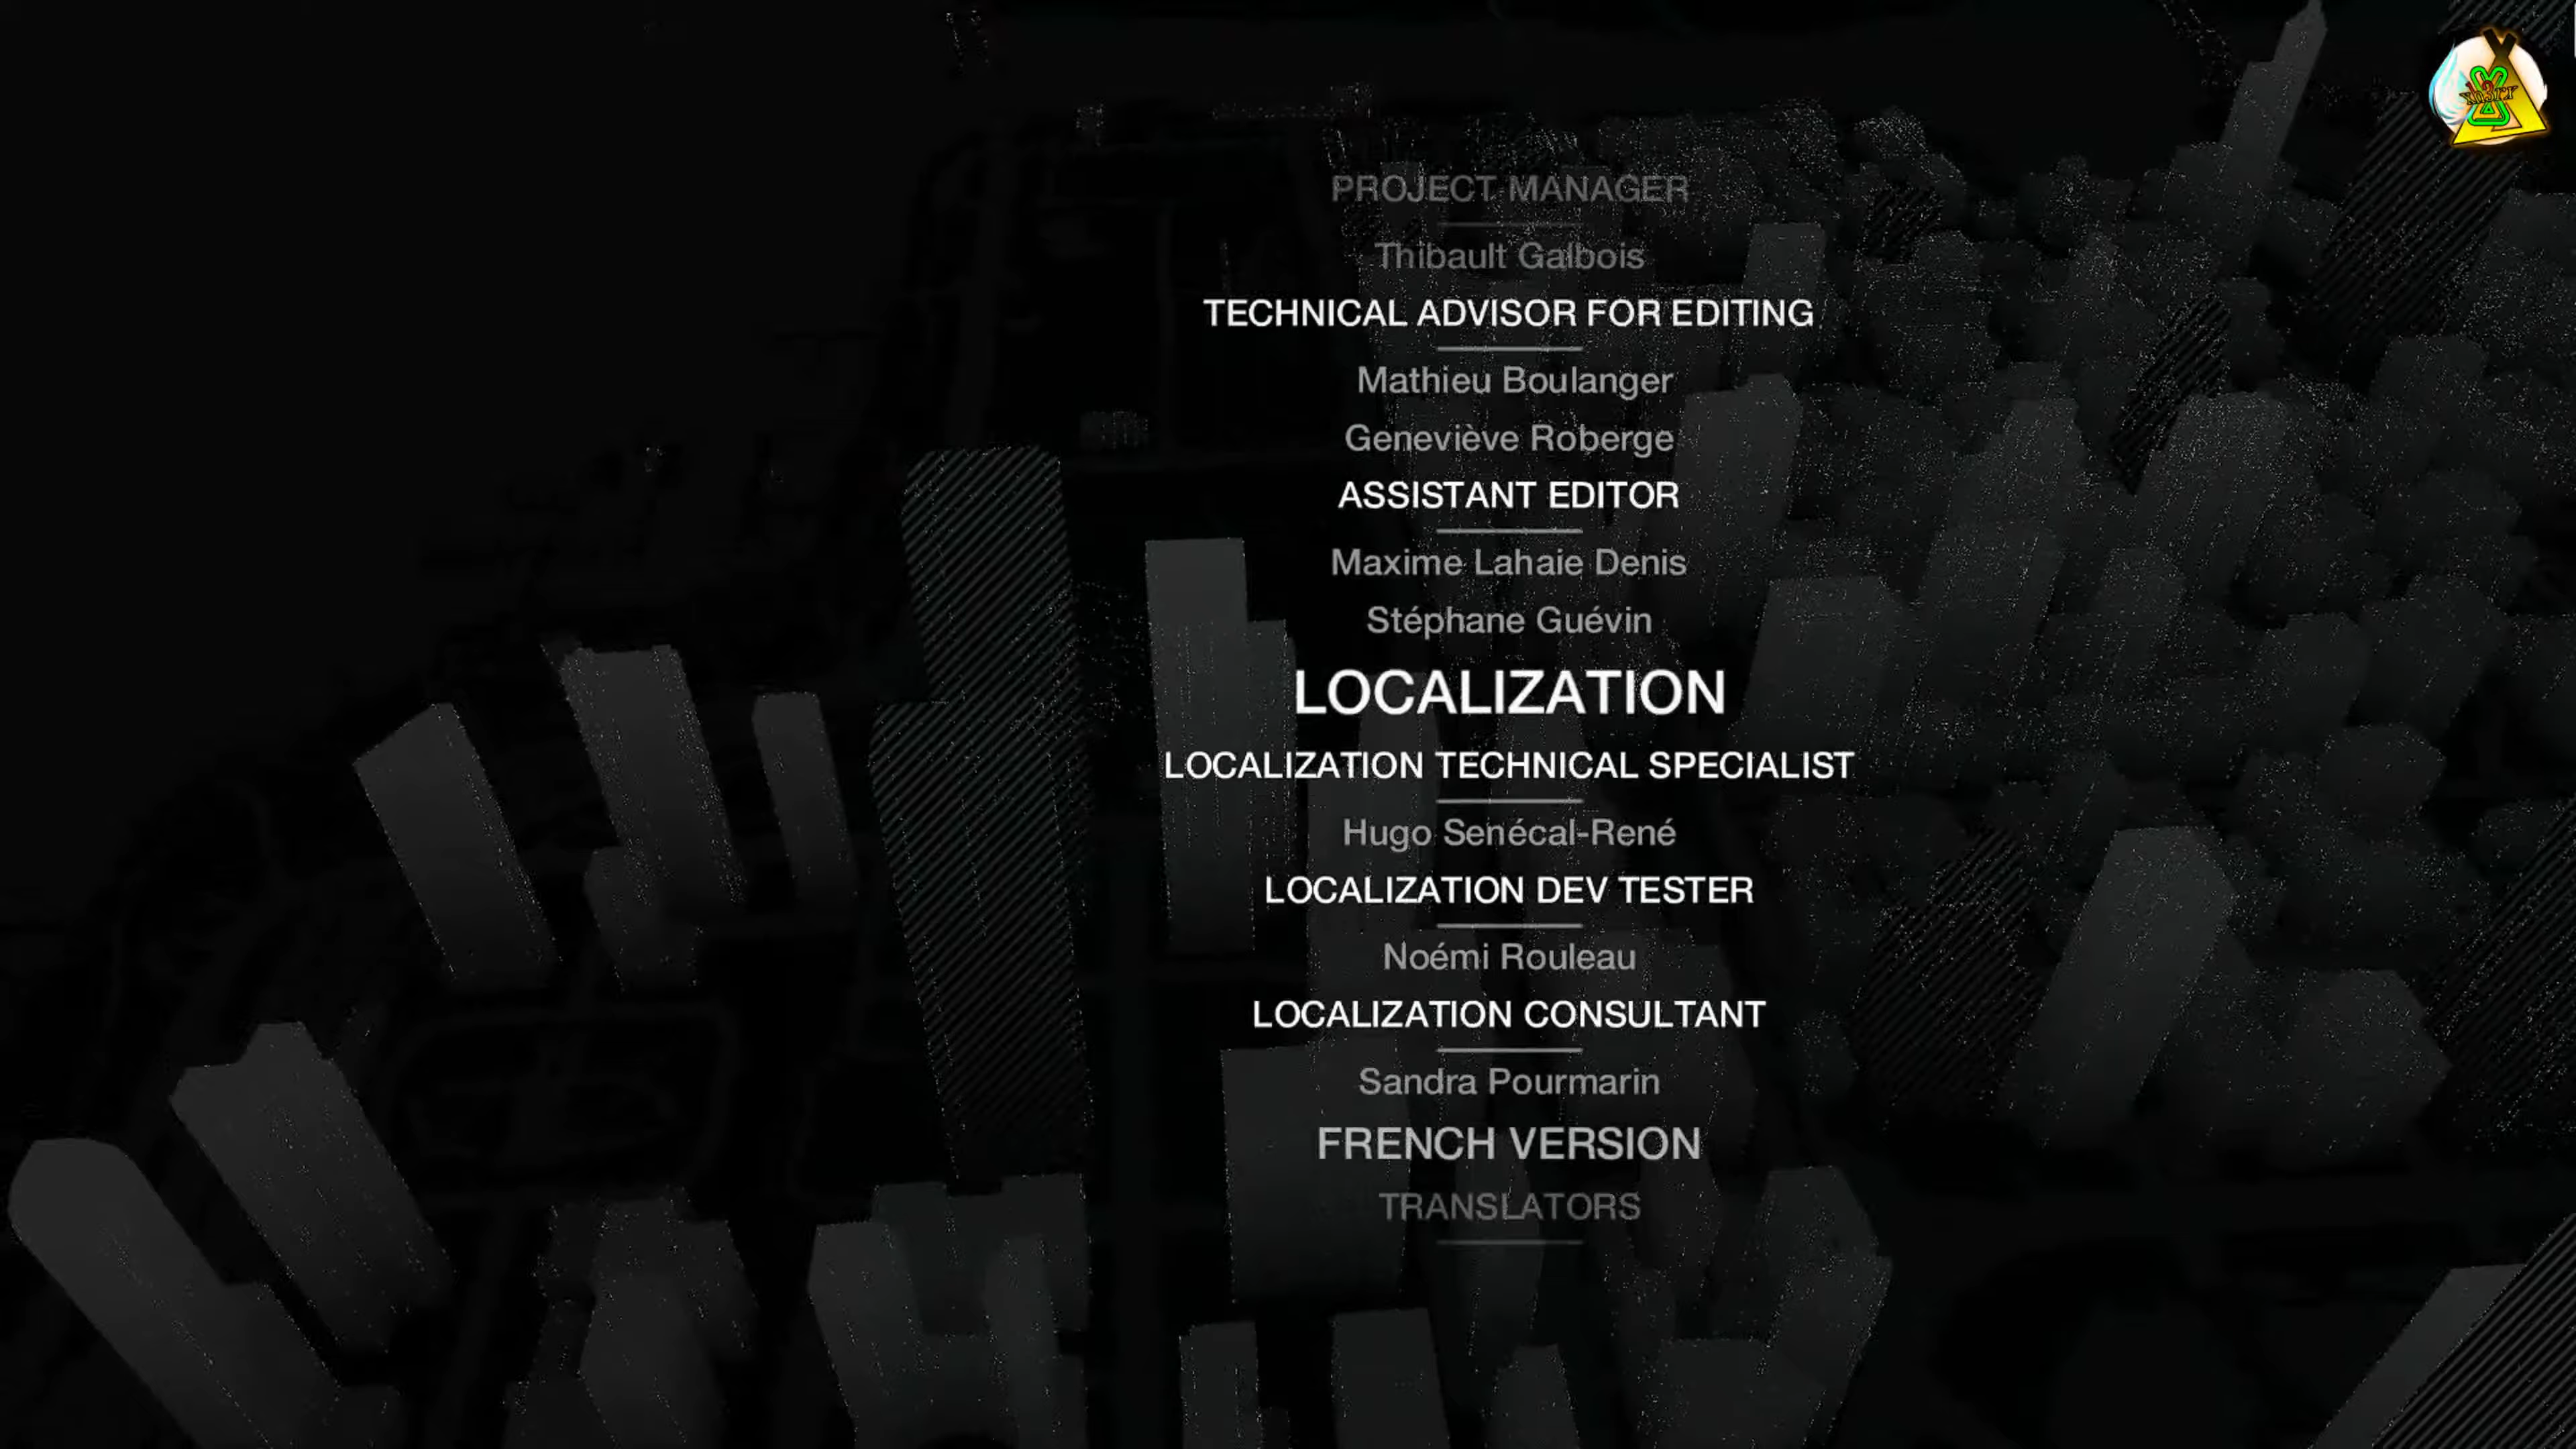 PROJECT MANAGER
Thibault Galbois
TECHNICAL ADVISOR FOR EDITING
Mathieu Boulanger
Geneviève Roberge
ASSISTANT EDITOR
Maxime Lahaie Denis
Stéphane Guévin
LOCALIZATION
LOCALIZATION TECHNICAL SPECIALIST
Hugo Senécal-René
LOCALIZATION DEV TESTER
Noémi Rouleau
LOCALIZATION CONSULTANT
Sandra Pourmarin
FRENCH VERSION
TRANSLATORS